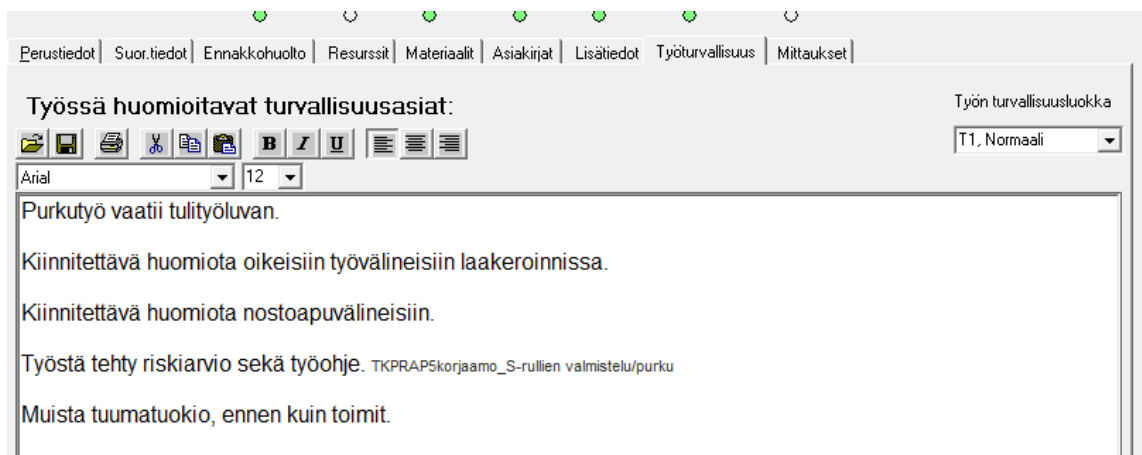 Perustiedot Suor.tiedot Ennakkohuolto Resurssit Materiaalit Asiakirjat Lisätiedot Työturvallisuus Mittaukset
Työssä huomioitavat turvallisuusasiat:
Työn turvallisuusluokka
B I U
T1, Normaali
Arial 12
Purkutyö vaatii tulityöluvan.
Kiinnitettävä huomiota oikeisiin työvälineisiin laakeroinnissa.
Kiinnitettävä huomiota nostoapuvälineisiin.
Työstä tehty riskiarvio sekä työohje. TKPRAP5korjaamo_S-rullien valmistelu/purku
Muista tuumatuokio, ennen kuin toimit.